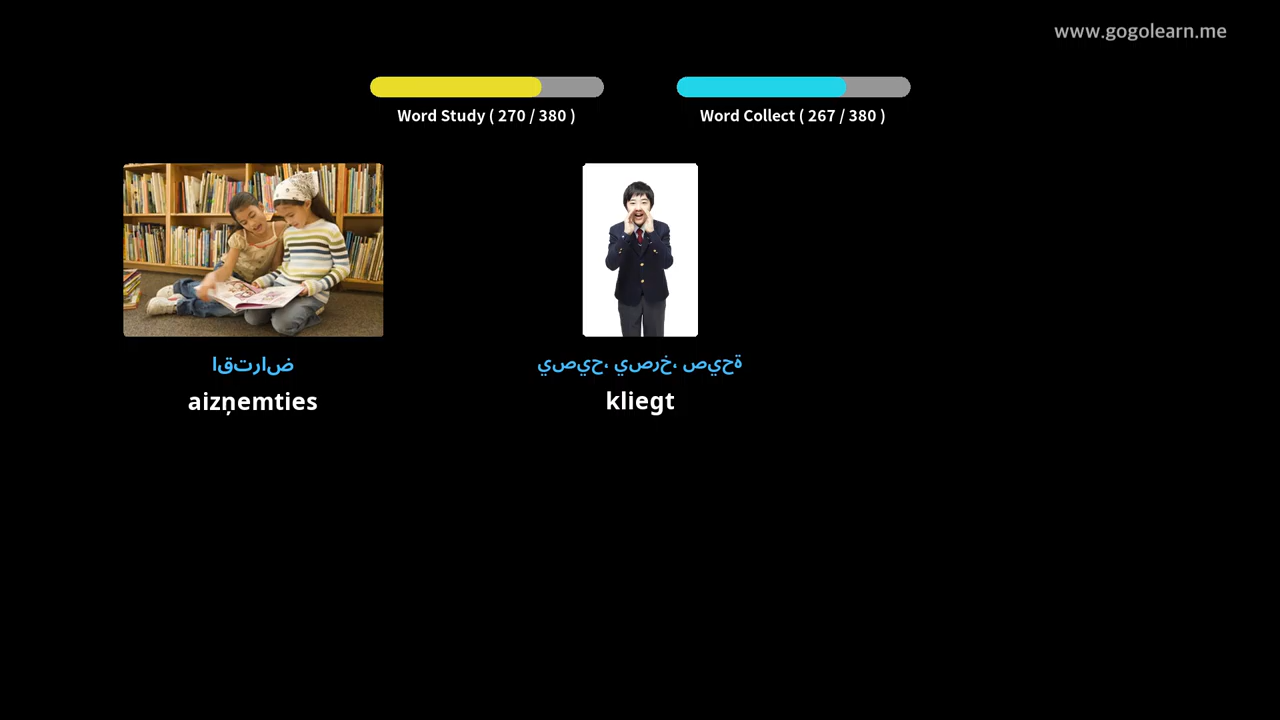 www.gogolearn.me
Word Study ( 270 / 380 )
Word Collect ( 267 / 380 )
اقتراض
aizņemties
يصيح، يصرخ، صيحة
kliegt